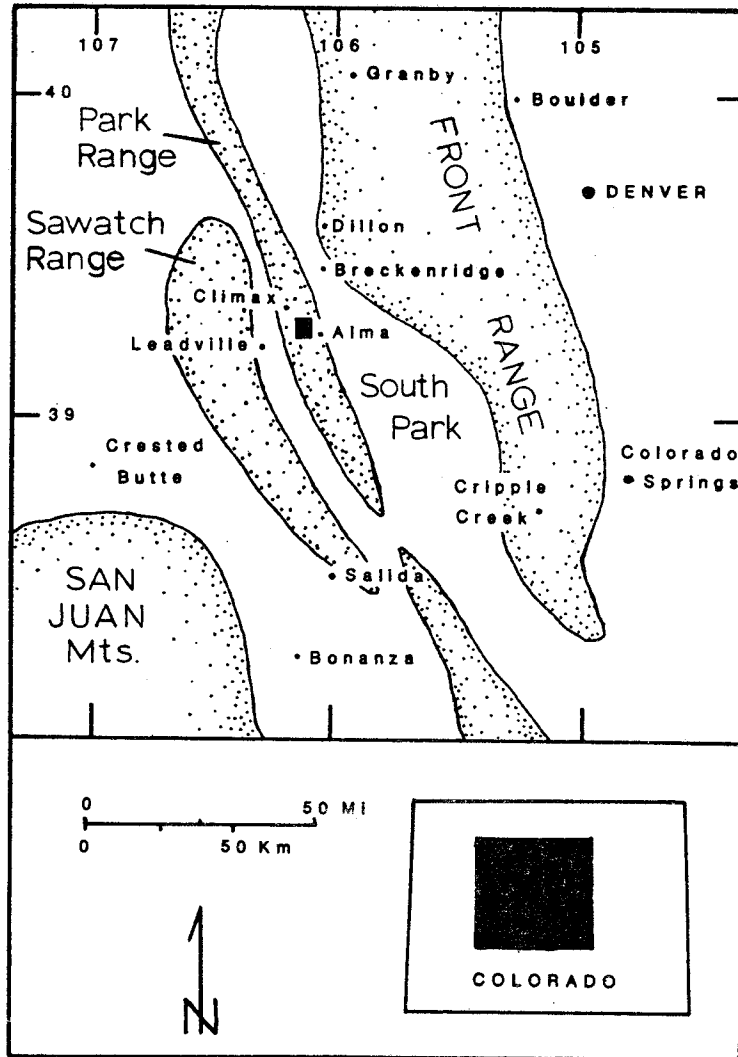 107
106
105
40
Granby
Boulder
Park
Range
FRONT
DENVER
Sawatch
Range
Dillon
Breckenridge
Climax
Alma
Leadville
RANGE
South
Park
39
Crested
Butte
Colorado
Springs
Cripple
Creek
SAN
JUAN
Mts.
Salida
Bonanza
0 50 Mi
0 50 Km
N
COLORADO